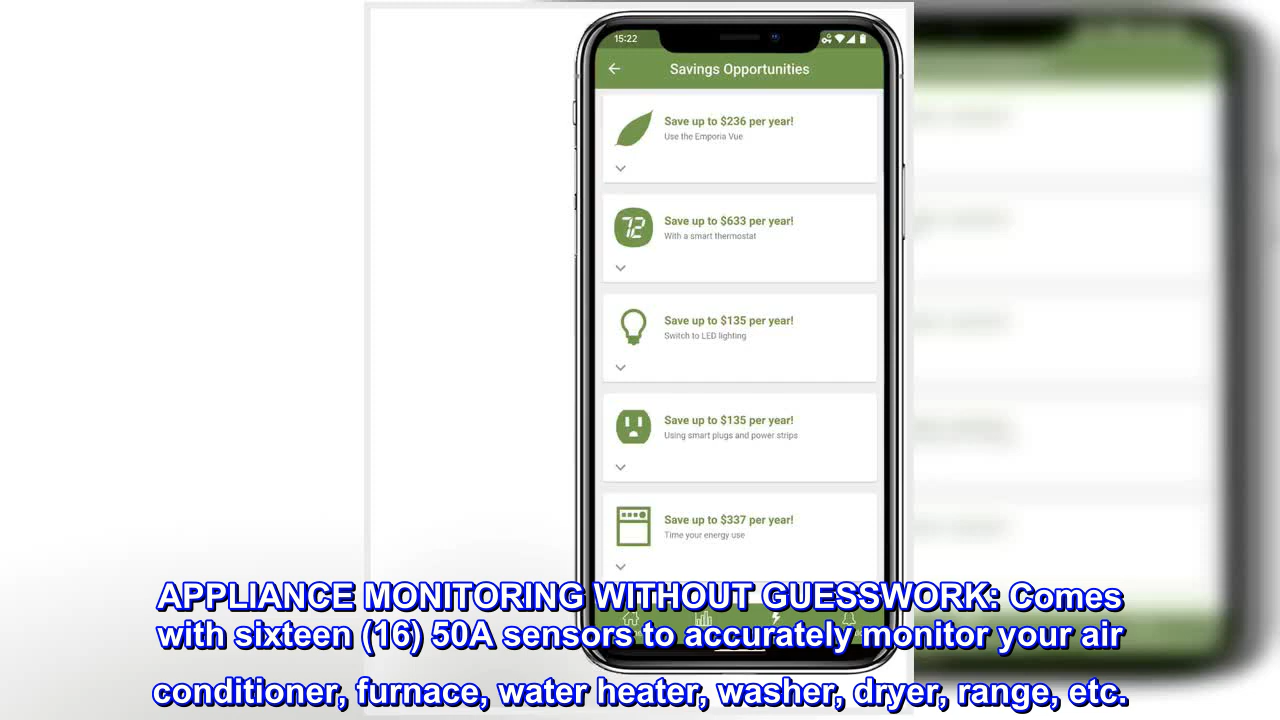 15:22
Savings Opportunities
Save up to $236 per year!
Use the Emporia Vue
72
Save up to $633 per year!
With a smart thermostat
Save up to $135 per year!
Switch to LED lighting
Save up to $135 per year!
Using smart plugs and power strips
Save up to $337 per year!
Time your energy use
APPLIANCE MONITORING WITHOUT GUESSWORK: Comes
with sixteen (16) 50A sensors to accurately monitor your air
conditioner, furnace, water heater, washer, dryer, range, etc.